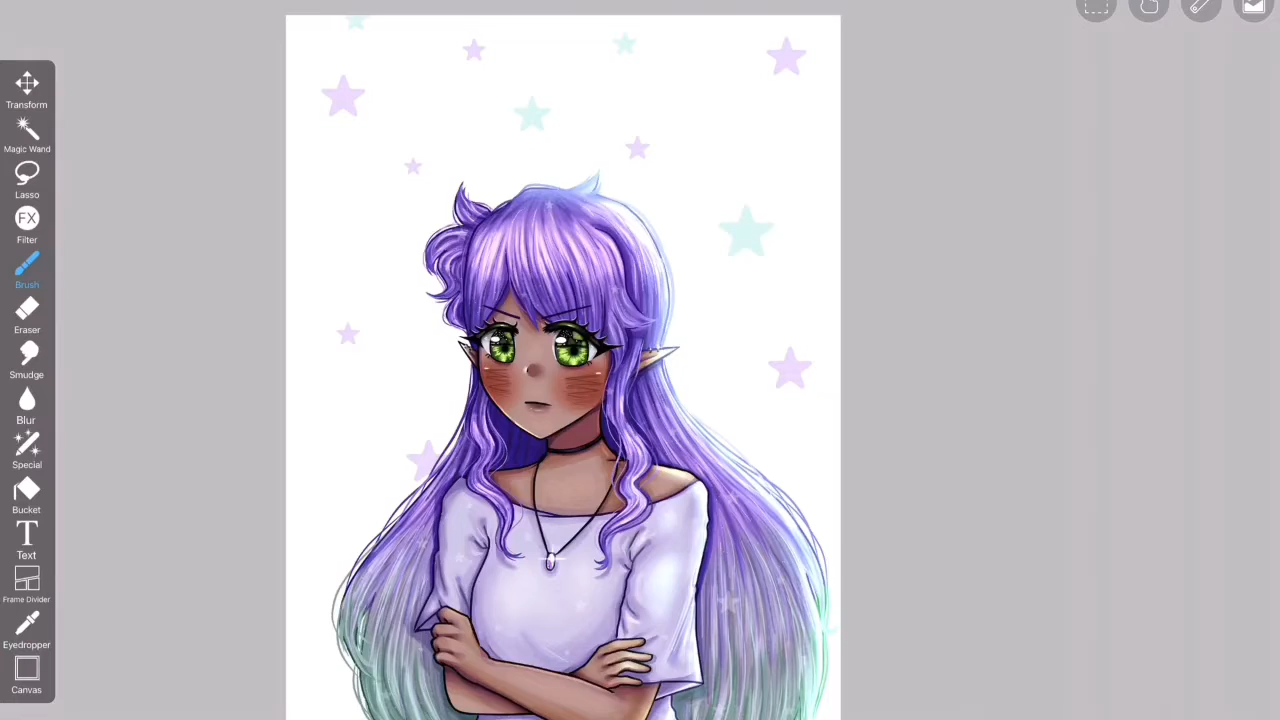 Transform
Magic Wand
Lasso
FX
Filter
Brush
Eraser
Smudge
Blur
Special
Bucket
T
Text
Frame Divider
Eyedropper
Canvas